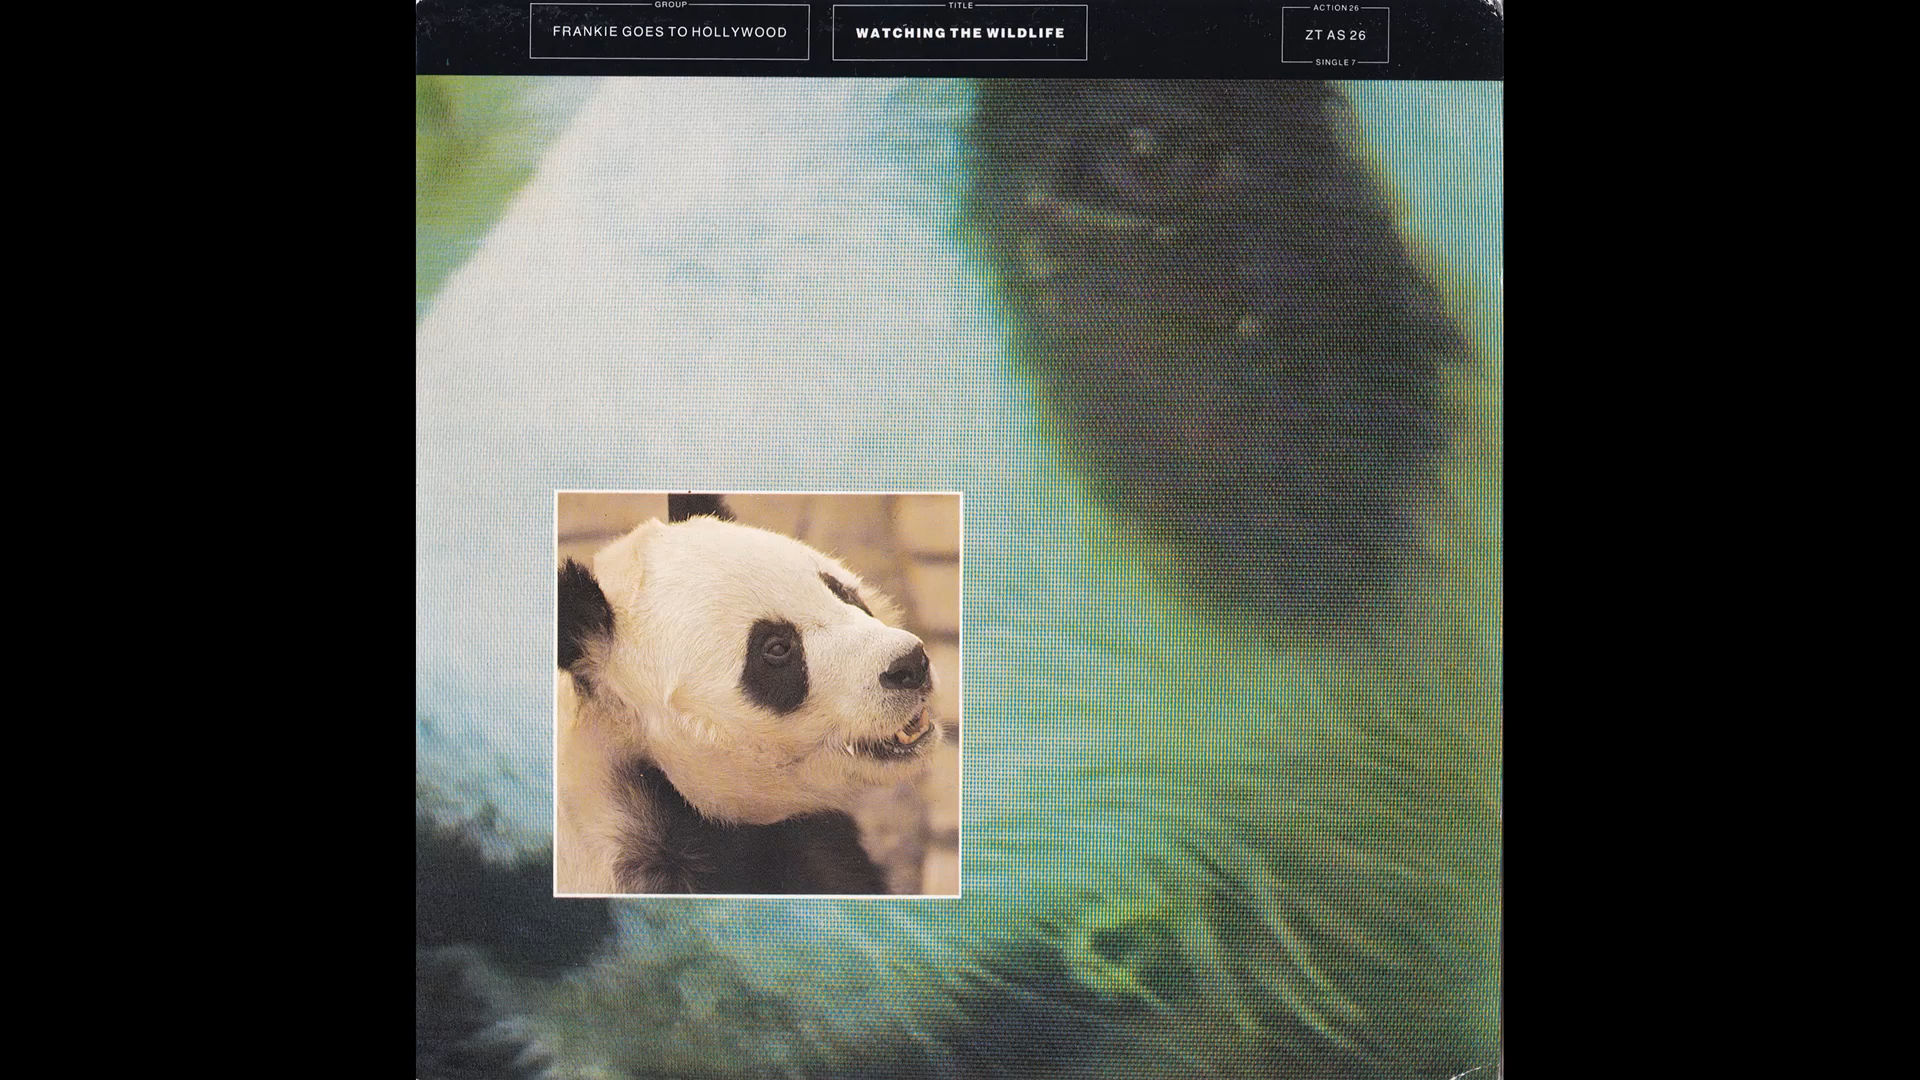 GROUP
FRANKIE GOES TO HOLLYWOOD
TITLE
WATCHING THE WILDLIFE
ACTION 26
ZT AS 26
SINGLE 7